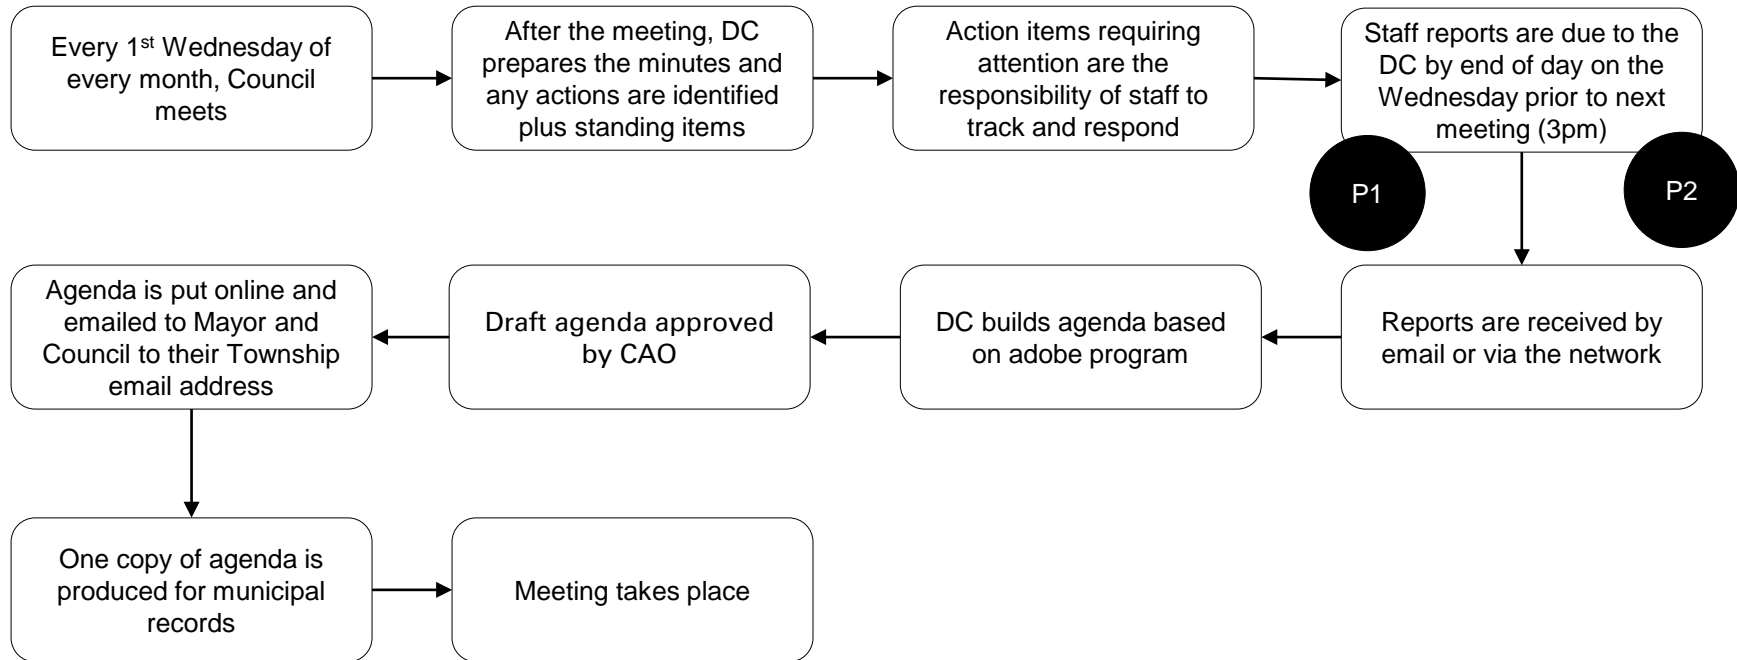 Every 1st Wednesday of
every month, Council
meets
After the meeting, DC
prepares the minutes and
any actions are identified
plus standing items
Action items requiring
attention are the
responsibility of staff to
track and respond
Staff reports are due to the
DC by end of day on the
Wednesday prior to next
meeting (3pm)
P1
P2
Reports are received by
email or via the network
DC builds agenda based
on adobe program
Draft agenda approved
by CAO
Agenda is put online and
emailed to Mayor and
Council to their Township
email address
One copy of agenda is
produced for municipal
records
Meeting takes place